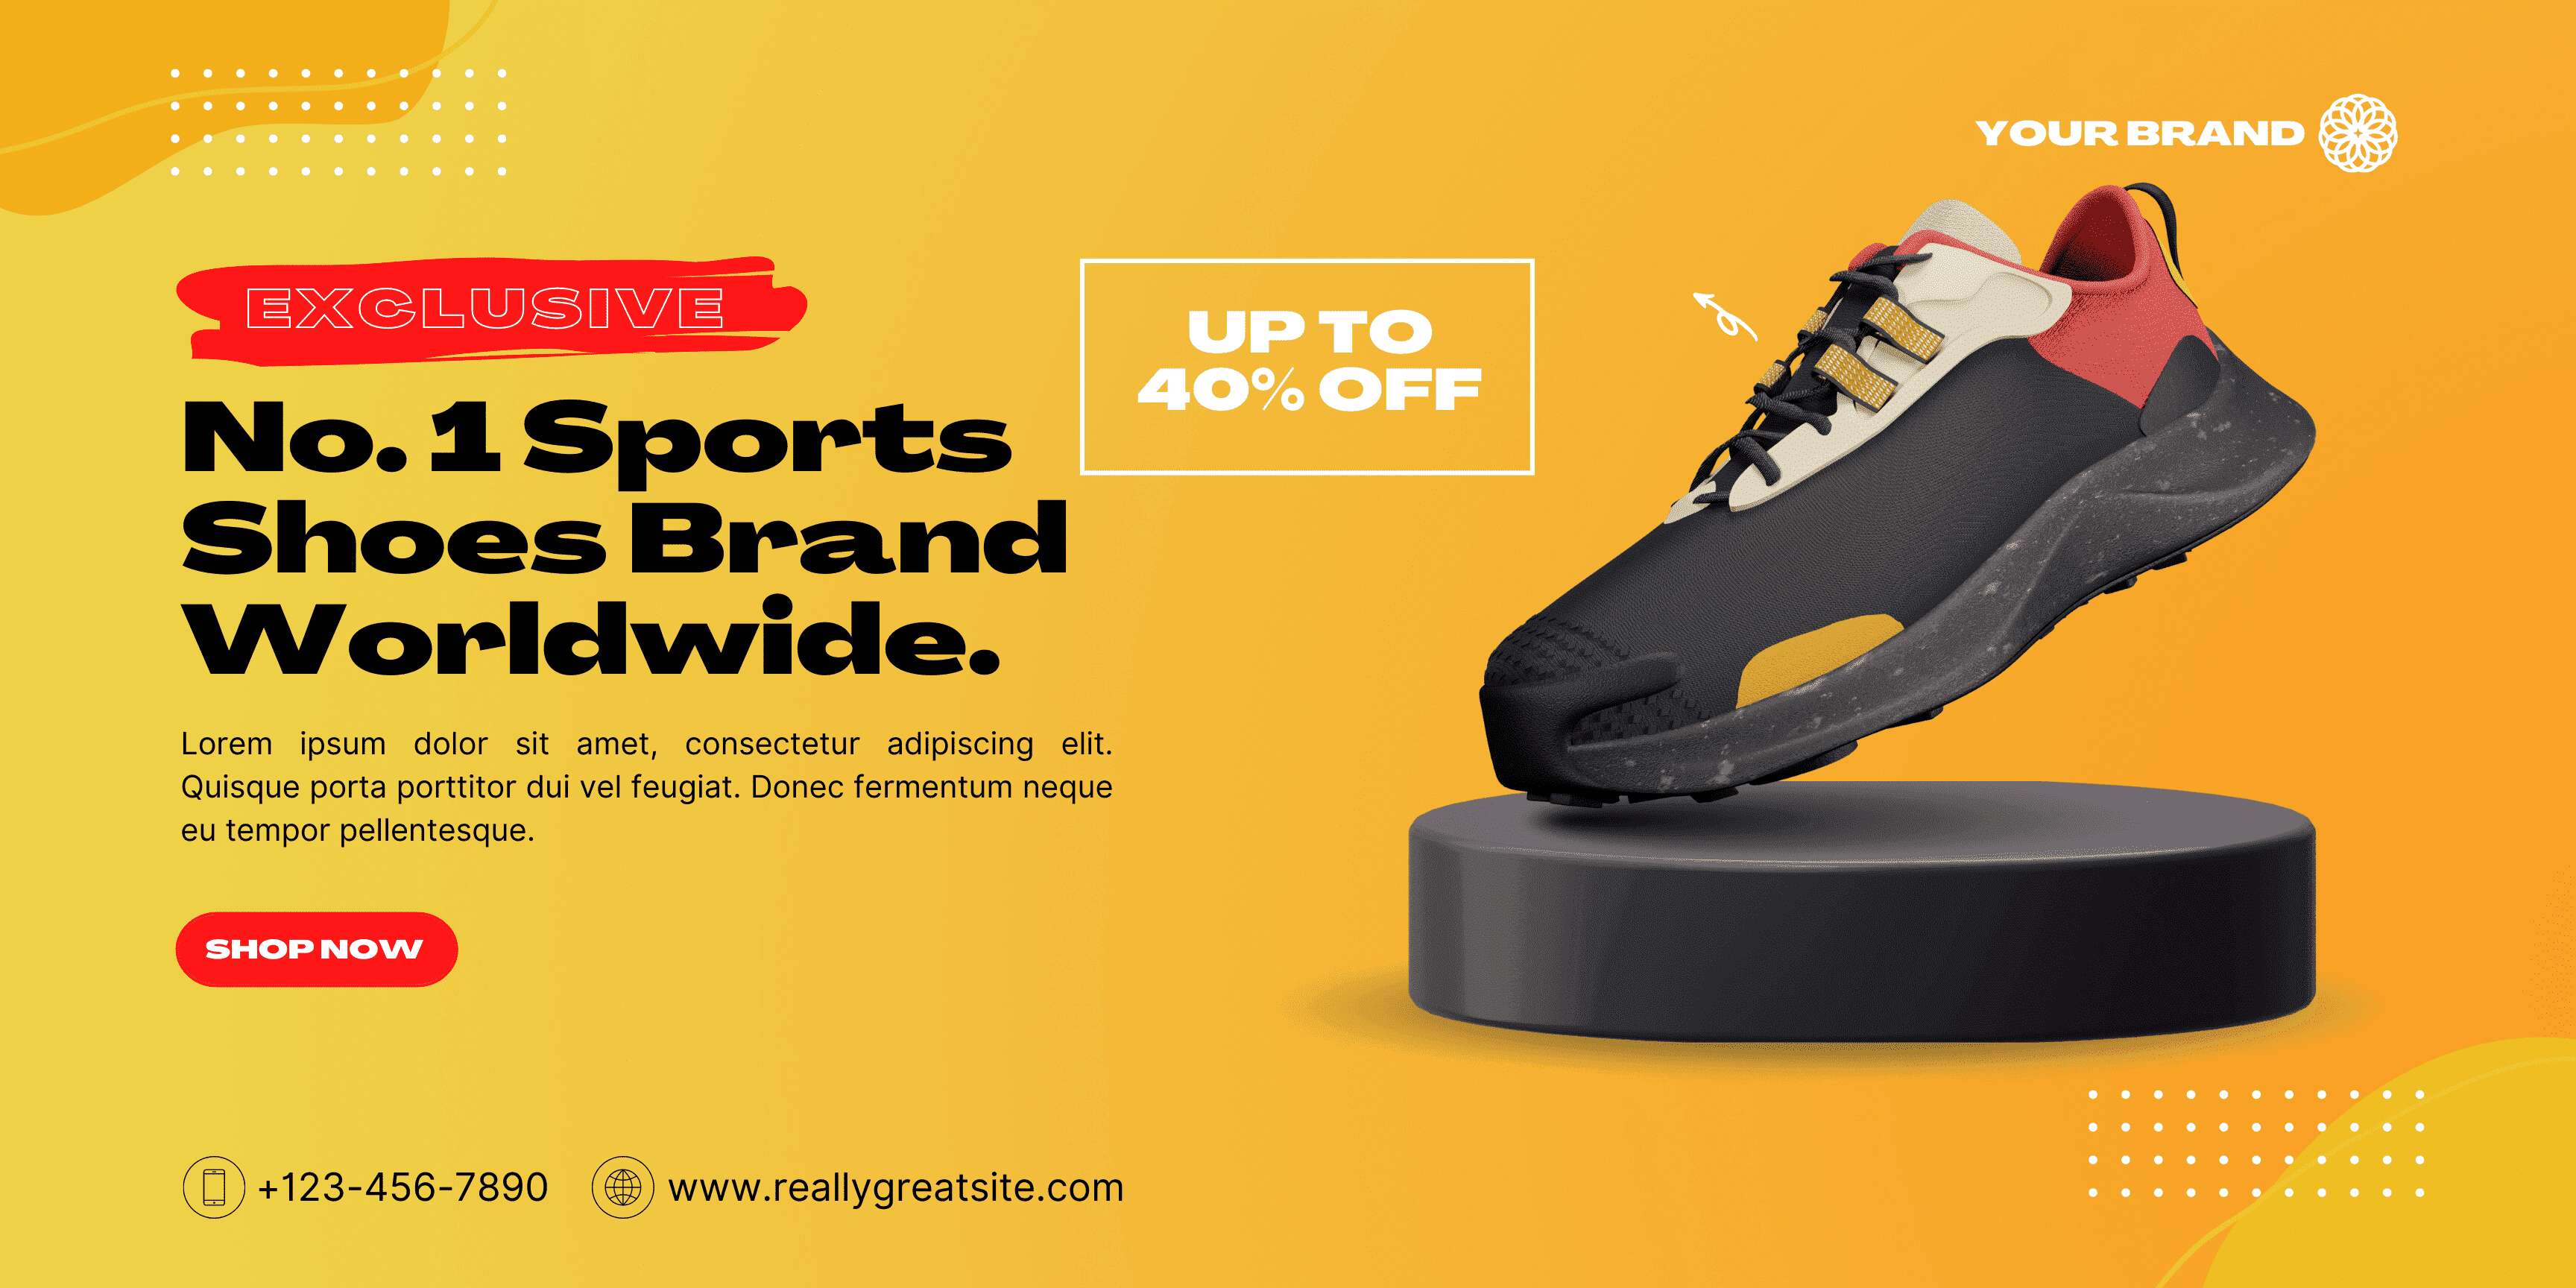 YOUR BRAND
EXCLUSIVE
UP TO
40% OFF
No. 1 Sports
Shoes Brand
Worldwide.
Lorem ipsum dolor sit amet, consectetur adipiscing elit.
Quisque porta porttitor dui vel feugiat. Donec fermentum neque
eu tempor pellentesque.
SHOP NOW
+123-456-7890
www.reallygreatsite.com